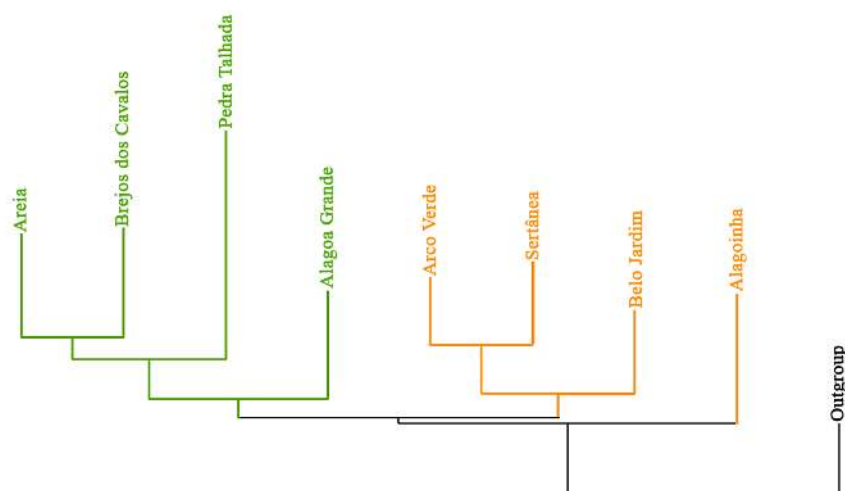 Areia
Brejos dos Cavalos
Pedra Talhada
Alagoa Grande
Arco Verde
Sertânea
Belo Jardim
Alagoinha
Outgroup